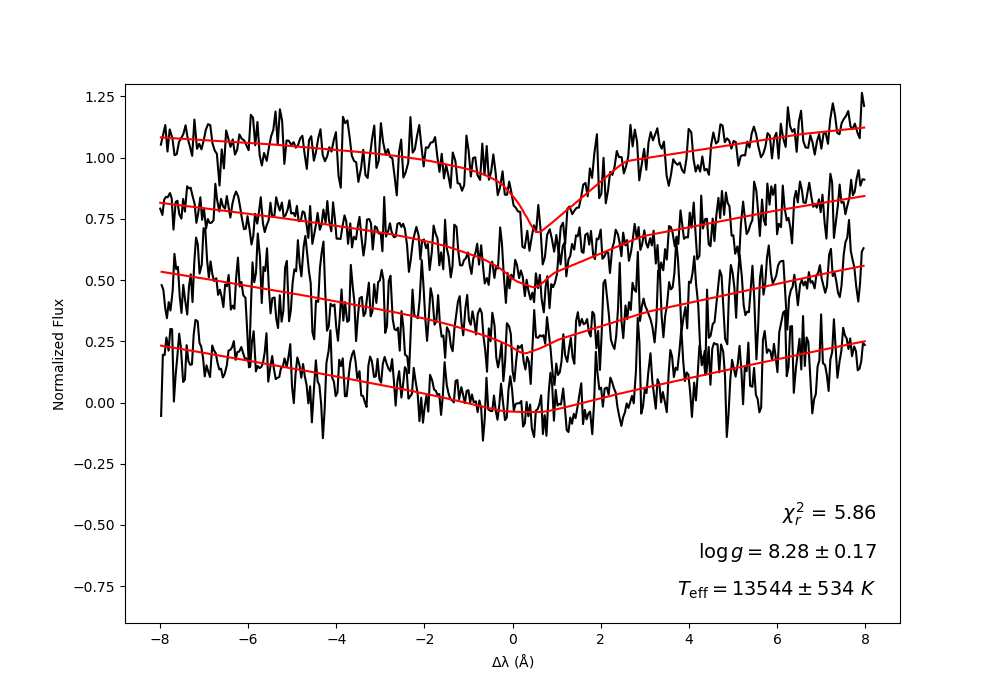 1.25
1.00
0.75
0.50
0.25
0.00
−0.25
−0.50
−0.75
Normalized Flux
χ²ᵣ = 5.86
log g = 8.28 ± 0.17
T_eff = 13544 ± 534 K
−8 −6 −4 −2 0 2 4 6 8
Δλ (Å)